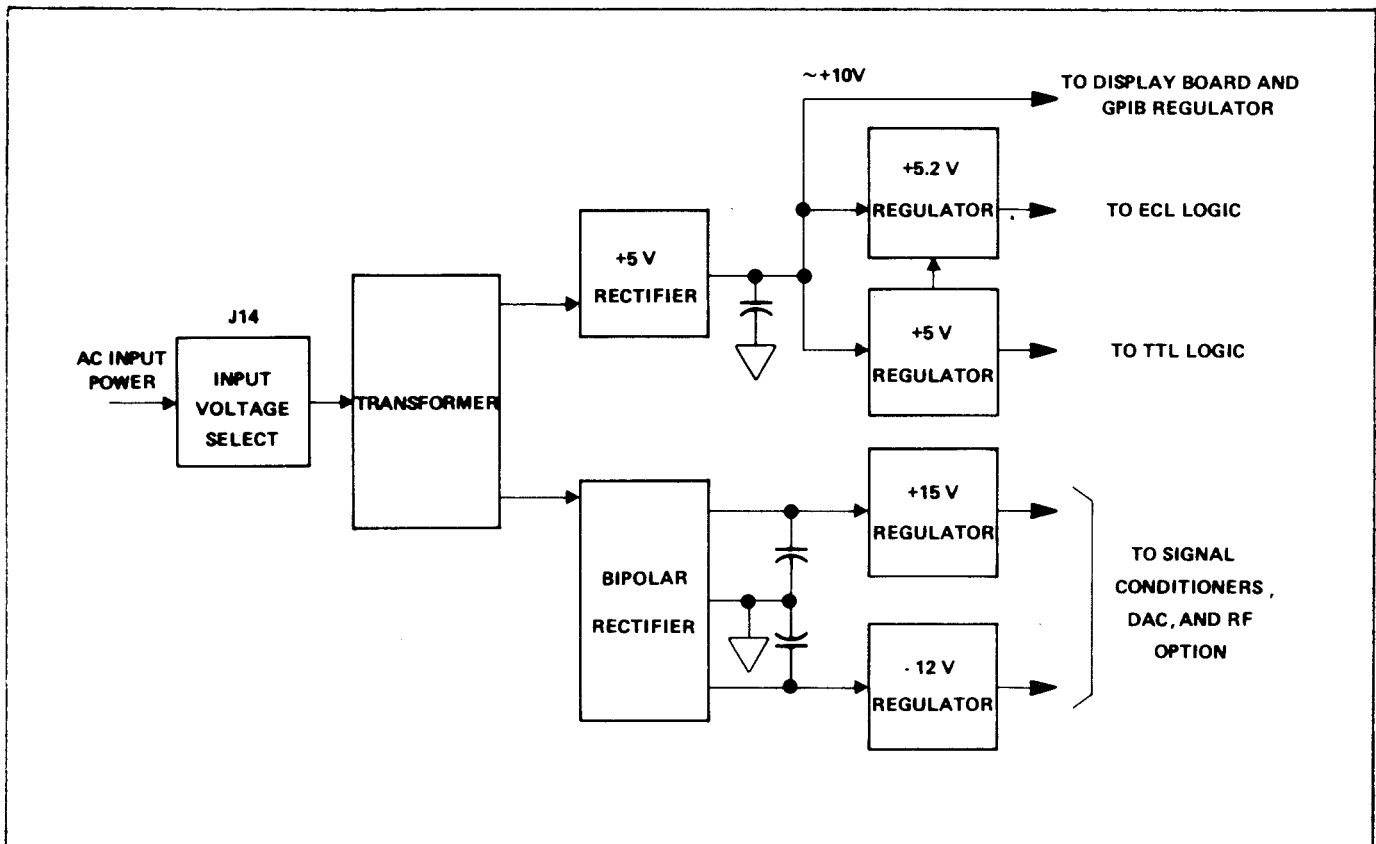 ~+10V
TO DISPLAY BOARD AND
GPIB REGULATOR
+5.2 V
REGULATOR
TO ECL LOGIC
+5 V
RECTIFIER
+5 V
REGULATOR
TO TTL LOGIC
J14
AC INPUT
POWER
INPUT
VOLTAGE
SELECT
TRANSFORMER
+15 V
REGULATOR
BIPOLAR
RECTIFIER
TO SIGNAL
CONDITIONERS,
DAC, AND RF
OPTION
- 12 V
REGULATOR